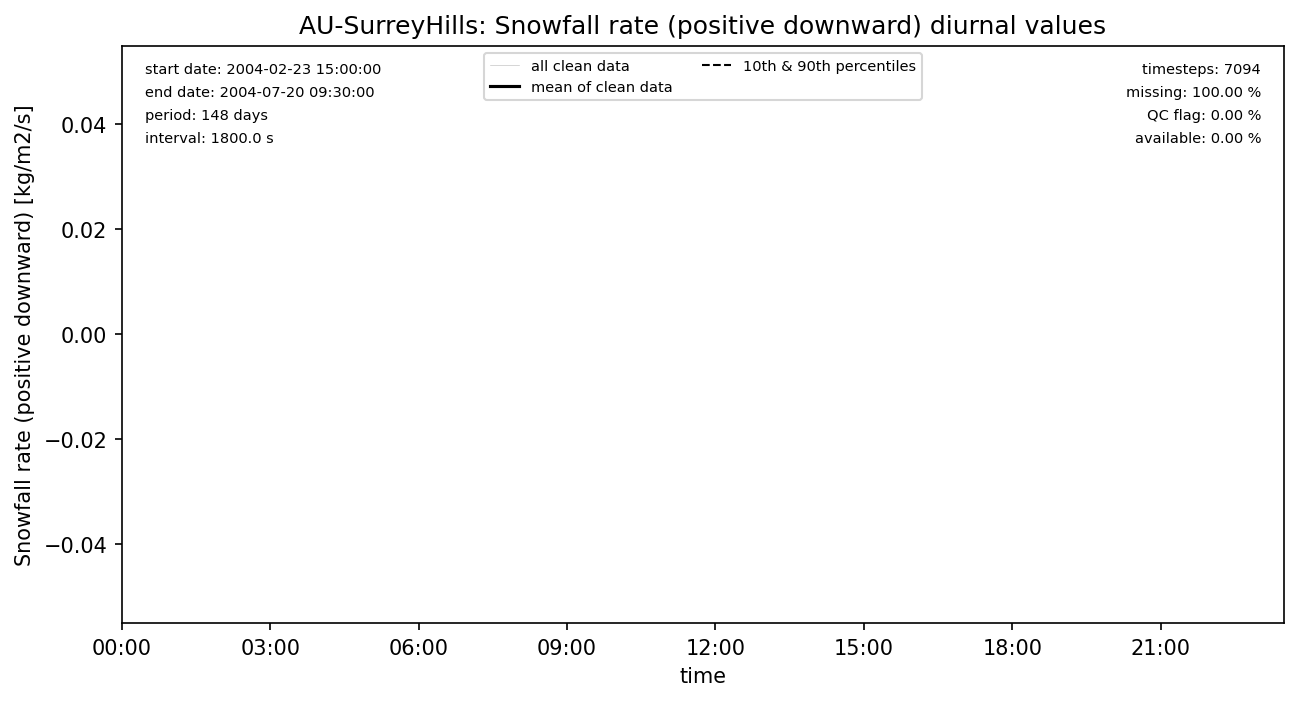 AU-SurreyHills: Snowfall rate (positive downward) diurnal values
start date: 2004-02-23 15:00:00
end date: 2004-07-20 09:30:00
period: 148 days
interval: 1800.0 s
all clean data
mean of clean data
10th & 90th percentiles
timesteps: 7094
missing: 100.00 %
QC flag: 0.00 %
available: 0.00 %
Snowfall rate (positive downward) [kg/m2/s]
0.04
0.02
0.00
−0.02
−0.04
00:00 03:00 06:00 09:00 12:00 15:00 18:00 21:00
time